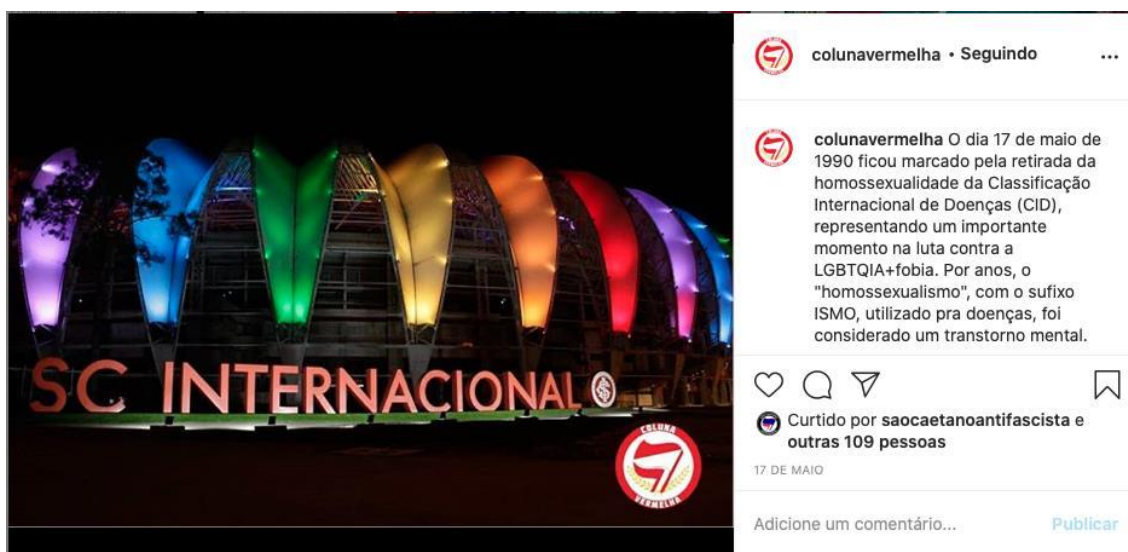 SC INTERNACIONAL
COLUNA
VERMELHA
colunavermelha • Seguindo
colunavermelha O dia 17 de maio de
1990 ficou marcado pela retirada da
homossexualidade da Classificação
Internacional de Doenças (CID),
representando um importante
momento na luta contra a
LGBTQIA+fobia. Por anos, o
"homossexualismo", com o sufixo
ISMO, utilizado pra doenças, foi
considerado um transtorno mental.
Curtido por saocaetanoantifascista e
outras 109 pessoas
17 DE MAIO
Adicione um comentário... Publicar